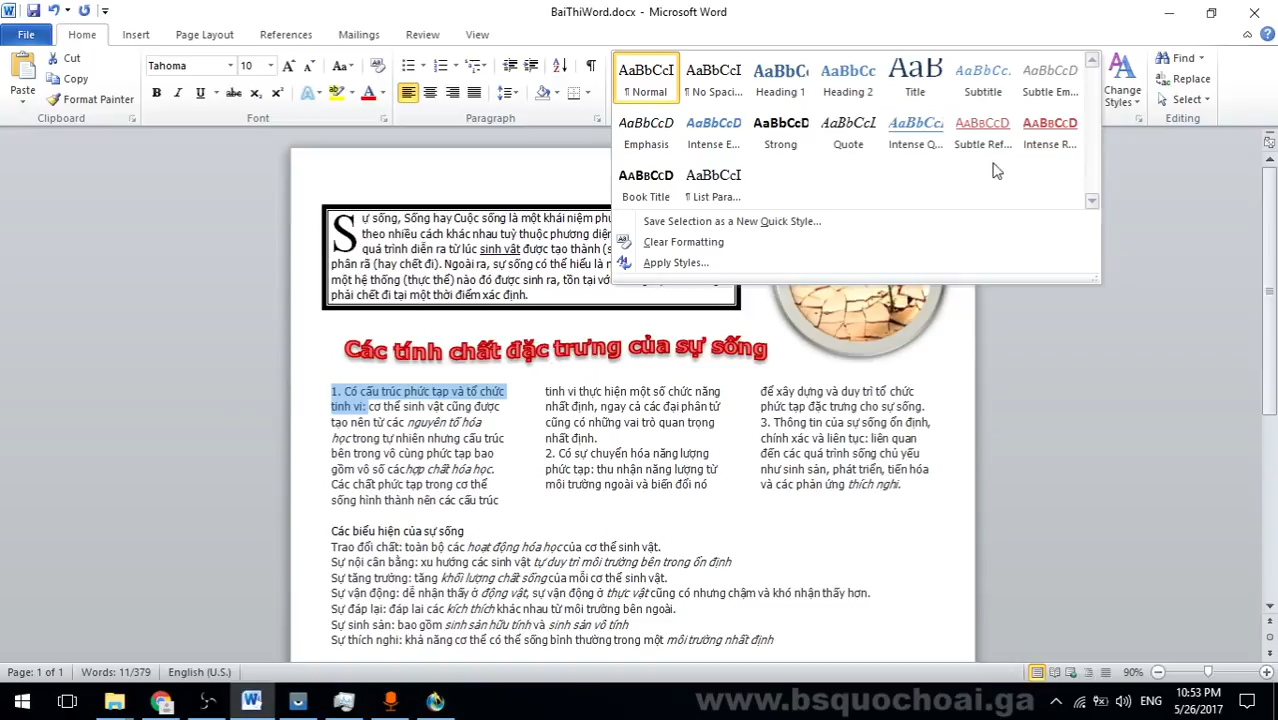 BaiThiWord.docx - Microsoft Word
File Home Insert Page Layout References Mailings Review View
Paste Cut Copy Format Painter Clipboard
Tahoma 10 Aa
B I U abc x₂ x² A A Font
Paragraph
AaBbCcI AaBbCcI AaBbCc AaBbCc AaB AaBbCc. AaBbCcD
¶ Normal ¶ No Spaci... Heading 1 Heading 2 Title Subtitle Subtle Em...
AaBbCcD AaBbCcD AaBbCcD AaBbCcI AaBbCcI AaBbCcD AaBbCcD
Emphasis Intense E... Strong Quote Intense Q... Subtle Ref... Intense R...
AaBbCcD AaBbCcI
Book Title ¶ List Para...
Save Selection as a New Quick Style...
Clear Formatting
Apply Styles...
Change Styles
Find Replace Select Editing
Sự sống, Sống hay Cuộc sống là một khái niệm
theo nhiều cách khác nhau tuỳ thuộc phương diện
quá trình diễn ra từ lúc sinh vật được tạo thành
phân rã (hay chết đi). Ngoài ra, sự sống có thể hiểu là
một hệ thống (thực thể) nào đó được sinh ra, tồn tại
phải chết đi tại một thời điểm xác định.
Các tính chất đặc trưng của sự sống
1. Có cấu trúc phức tạp và tổ chức
tinh vi: cơ thể sinh vật cũng được
tạo nên từ các nguyên tố hóa
học trong tự nhiên nhưng cấu trúc
bên trong vô cùng phức tạp bao
gồm vô số các hợp chất hóa học.
Các chất phức tạp trong cơ thể
sống hình thành nên các cấu trúc
tinh vi thực hiện một số chức năng
nhất định, ngay cả các đại phân tử
cũng có những vai trò quan trọng
nhất định.
2. Có sự chuyển hóa năng lượng
phức tạp: thu nhận năng lượng từ
môi trường ngoài và biến đổi nó
để xây dựng và duy trì tổ chức
phức tạp đặc trưng cho sự sống.
3. Thông tin của sự sống ổn định,
chính xác và liên tục: liên quan
đến các quá trình sống chủ yếu
như sinh sản, phát triển, tiến hóa
và các phản ứng thích nghi.
Các biểu hiện của sự sống
Trao đổi chất: toàn bộ các hoạt động hóa học của cơ thể sinh vật.
Sự nội cân bằng: xu hướng các sinh vật tự duy trì môi trường bên trong ổn định
Sự tăng trưởng: tăng khối lượng chất sống của mỗi cơ thể sinh vật.
Sự vận động: dễ nhận thấy ở động vật, sự vận động ở thực vật cũng có nhưng chậm và khó nhận thấy hơn.
Sự đáp lại: đáp lai các kích thích khác nhau từ môi trường bên ngoài.
Sự sinh sản: bao gồm sinh sản hữu tính và sinh sản vô tính
Sự thích nghi: khả năng cơ thể có thể sống bình thường trong một môi trường nhất định
Page: 1 of 1 Words: 11/379 English (U.S.) 90%
www.bsquochoai.ga
ENG 10:53 PM
5/26/2017